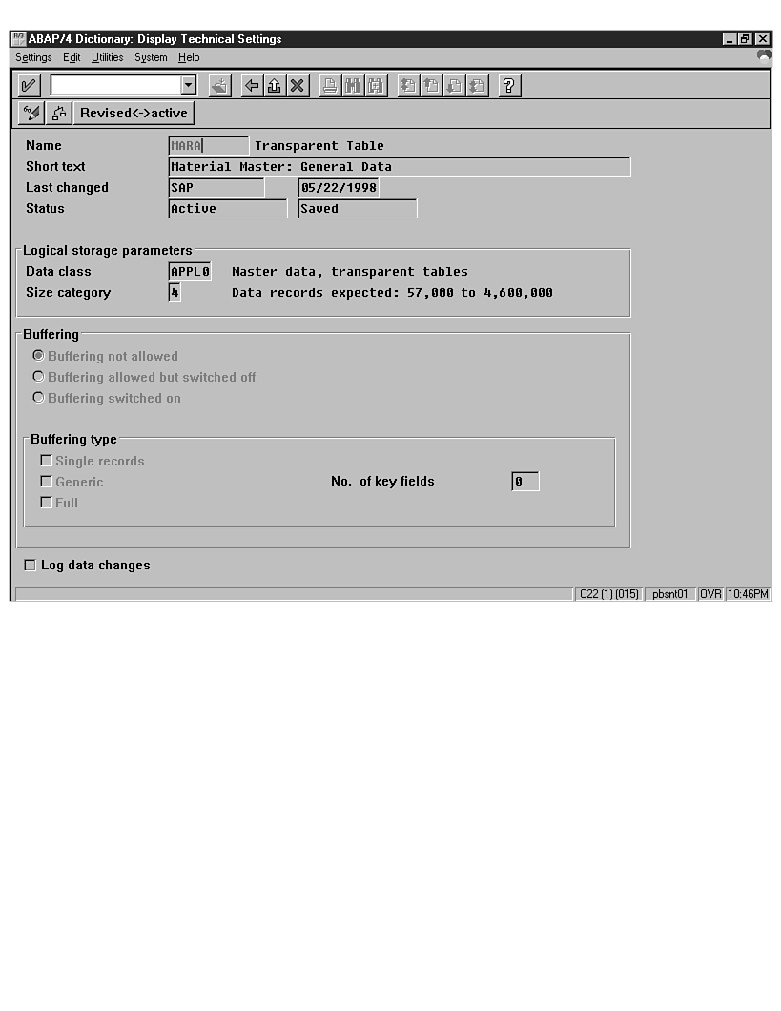 ABAP/4 Dictionary: Display Technical Settings
Settings Edit Utilities System Help
Revised<->active
Name MARA Transparent Table
Short text Material Master: General Data
Last changed SAP 05/22/1998
Status Active Saved
Logical storage parameters
Data class APPL0 Naster data, transparent tables
Size category 4 Data records expected: 57,000 to 4,600,000
Buffering
Buffering not allowed
Buffering allowed but switched off
Buffering switched on
Buffering type
Single records
Generic No. of key fields 0
Full
Log data changes
C22 (1) (015) pbsnt01 OVR 10:46PM